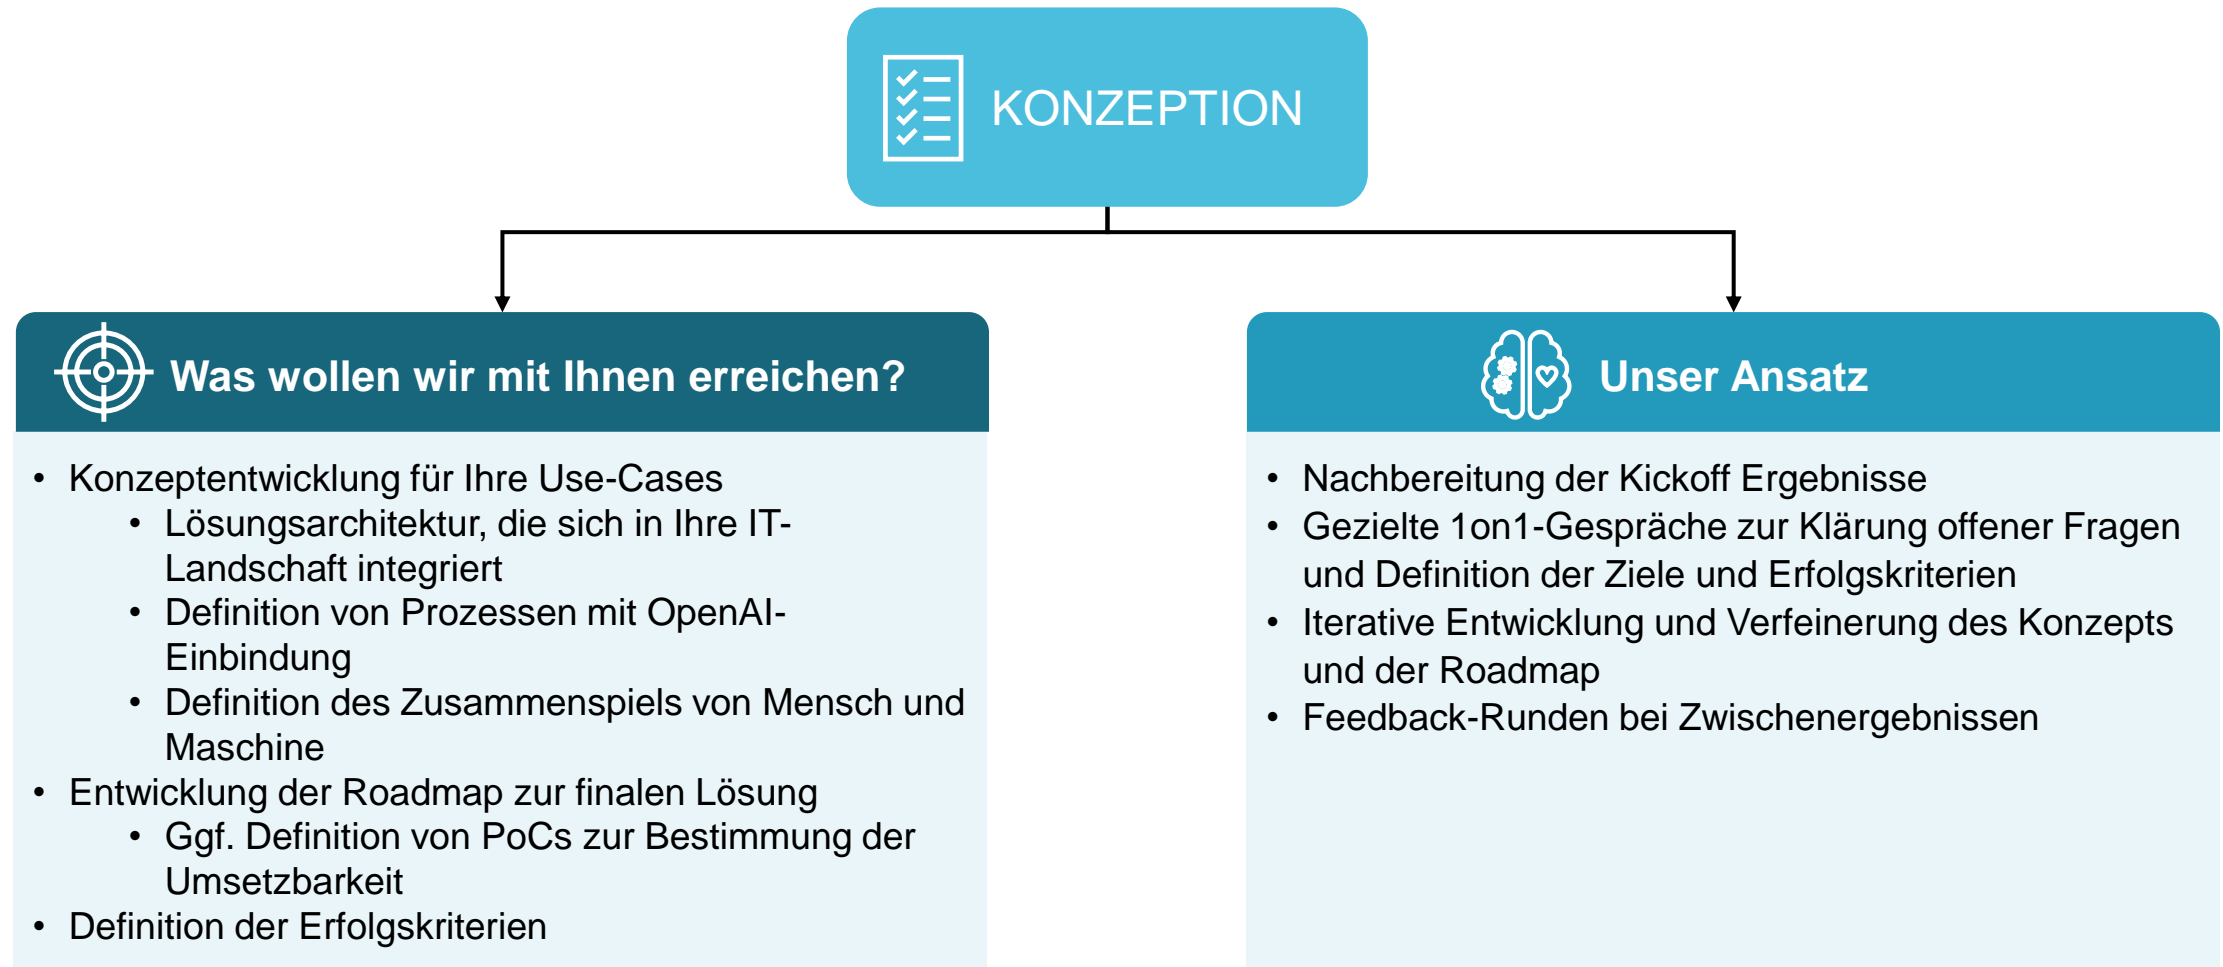 KONZEPTION
Was wollen wir mit Ihnen erreichen?
• Konzeptentwicklung für Ihre Use-Cases
• Lösungsarchitektur, die sich in Ihre IT-
Landschaft integriert
• Definition von Prozessen mit OpenAI-
Einbindung
• Definition des Zusammenspiels von Mensch und
Maschine
• Entwicklung der Roadmap zur finalen Lösung
• Ggf. Definition von PoCs zur Bestimmung der
Umsetzbarkeit
• Definition der Erfolgskriterien
Unser Ansatz
• Nachbereitung der Kickoff Ergebnisse
• Gezielte 1on1-Gespräche zur Klärung offener Fragen
und Definition der Ziele und Erfolgskriterien
• Iterative Entwicklung und Verfeinerung des Konzepts
und der Roadmap
• Feedback-Runden bei Zwischenergebnissen